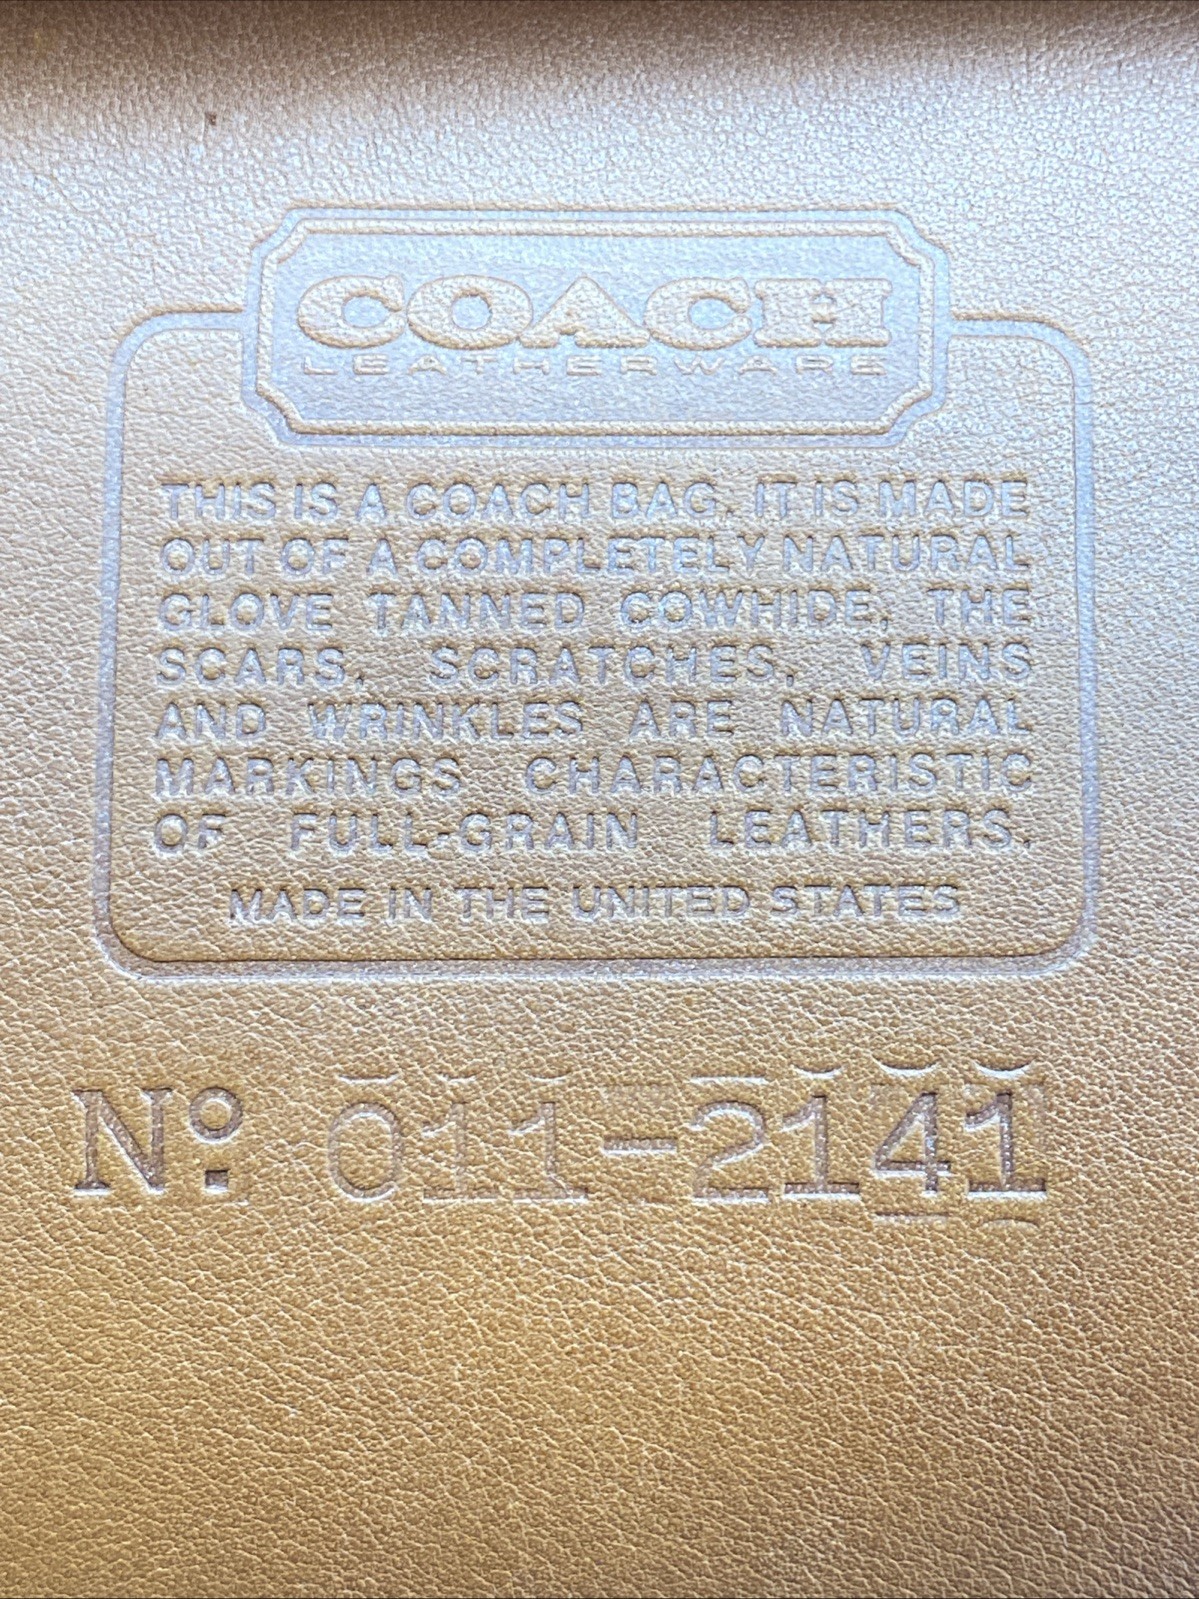 COACH
LEATHERWARE
THIS IS A COACH BAG. IT IS MADE
OUT OF A COMPLETELY NATURAL
GLOVE TANNED COWHIDE, THE
SCARS, SCRATCHES, VEINS
AND WRINKLES ARE NATURAL
MARKINGS CHARACTERISTIC
OF FULL-GRAIN LEATHERS.
MADE IN THE UNITED STATES
Nº. 011-2141